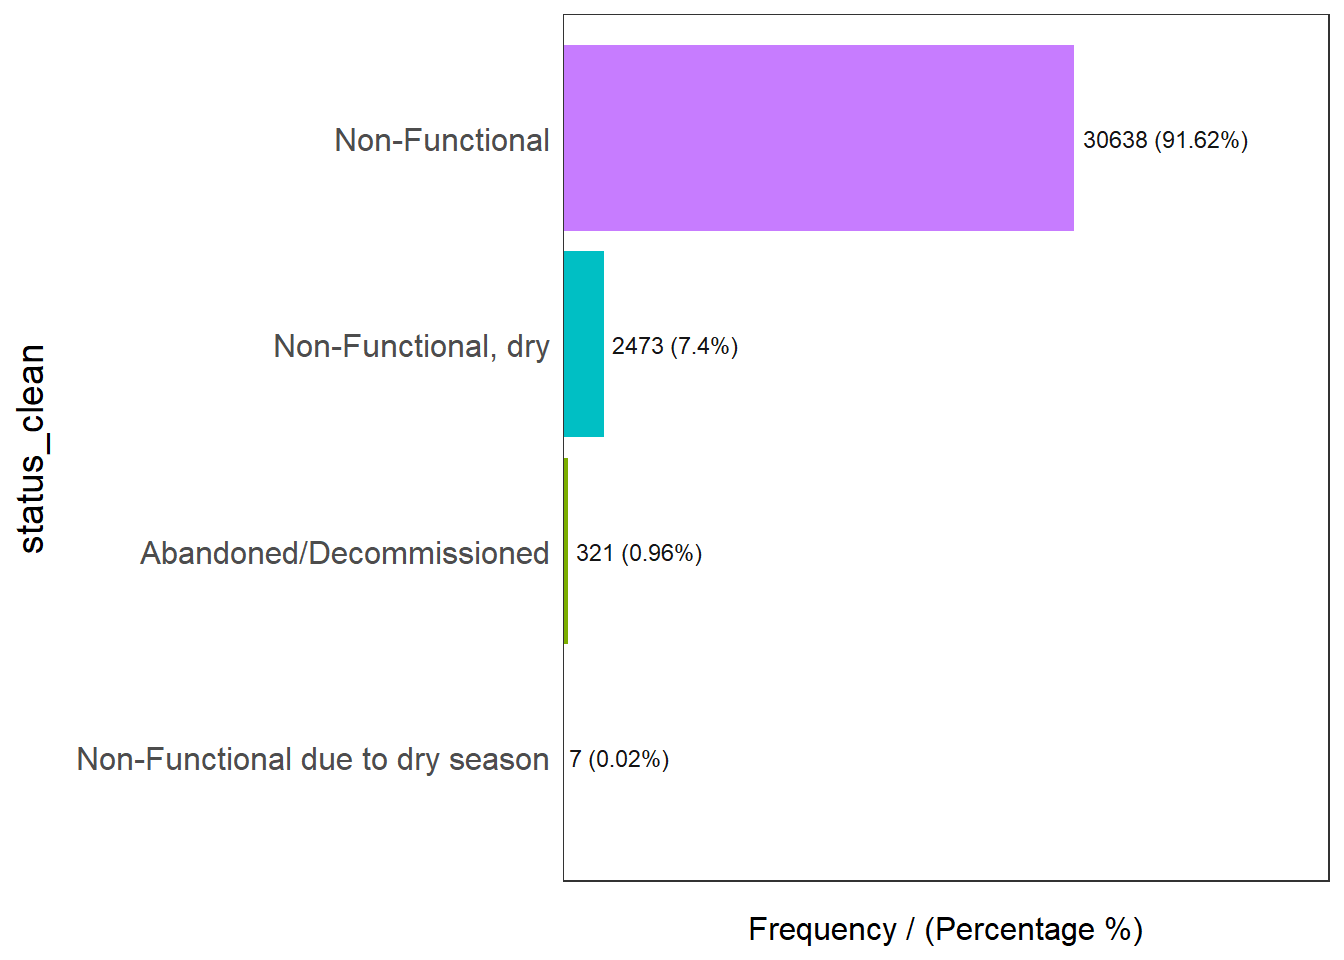 Non-Functional
30638 (91.62%)
Non-Functional, dry
2473 (7.4%)
Abandoned/Decommissioned
321 (0.96%)
Non-Functional due to dry season
7 (0.02%)
status_clean
Frequency / (Percentage %)